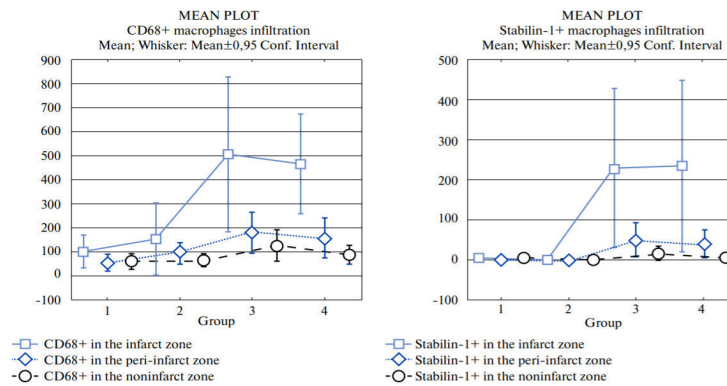 MEAN PLOT
CD68+ macrophages infiltration
Mean; Whisker: Mean±0,95 Conf. Interval
900
800
700
600
500
400
300
200
100
0
-100
1 2 3 4
Group
CD68+ in the infarct zone
CD68+ in the peri-infarct zone
CD68+ in the noninfarct zone
MEAN PLOT
Stabilin-1+ macrophages infiltration
Mean; Whisker: Mean±0,95 Conf. Interval
500
400
300
200
100
0
-100
1 2 3 4
Group
Stabilin-1+ in the infarct zone
Stabilin-1+ in the peri-infarct zone
Stabilin-1+ in the noninfarct zone